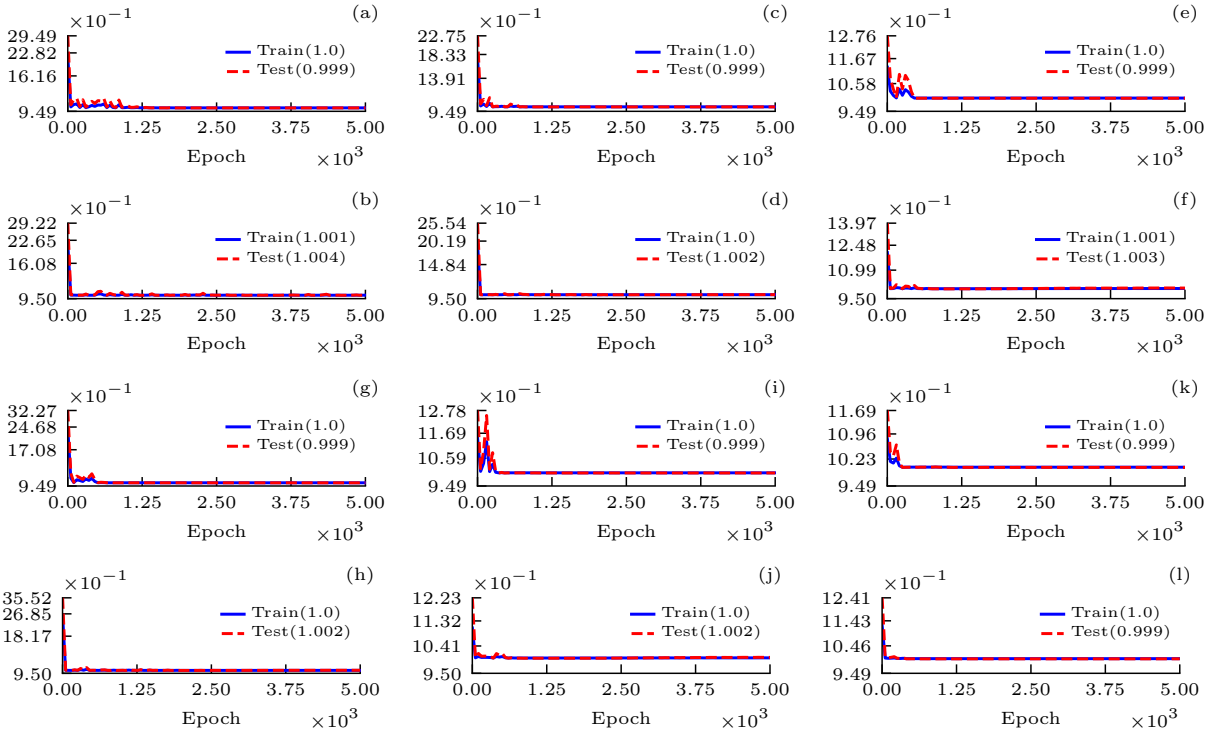 ×10⁻¹ (a)
29.49
22.82
16.16
9.49
Train(1.0)
Test(0.999)
0.00 1.25 2.50 3.75 5.00
Epoch ×10³
×10⁻¹ (c)
22.75
18.33
13.91
9.49
Train(1.0)
Test(0.999)
0.00 1.25 2.50 3.75 5.00
Epoch ×10³
×10⁻¹ (e)
12.76
11.67
10.58
9.49
Train(1.0)
Test(0.999)
0.00 1.25 2.50 3.75 5.00
Epoch ×10³
×10⁻¹ (b)
29.22
22.65
16.08
9.50
Train(1.001)
Test(1.004)
0.00 1.25 2.50 3.75 5.00
Epoch ×10³
×10⁻¹ (d)
25.54
20.19
14.84
9.50
Train(1.0)
Test(1.002)
0.00 1.25 2.50 3.75 5.00
Epoch ×10³
×10⁻¹ (f)
13.97
12.48
10.99
9.50
Train(1.001)
Test(1.003)
0.00 1.25 2.50 3.75 5.00
Epoch ×10³
×10⁻¹ (g)
32.27
24.68
17.08
9.49
Train(1.0)
Test(0.999)
0.00 1.25 2.50 3.75 5.00
Epoch ×10³
×10⁻¹ (i)
12.78
11.69
10.59
9.49
Train(1.0)
Test(0.999)
0.00 1.25 2.50 3.75 5.00
Epoch ×10³
×10⁻¹ (k)
11.69
10.96
10.23
9.49
Train(1.0)
Test(0.999)
0.00 1.25 2.50 3.75 5.00
Epoch ×10³
×10⁻¹ (h)
35.52
26.85
18.17
9.50
Train(1.0)
Test(1.002)
0.00 1.25 2.50 3.75 5.00
Epoch ×10³
×10⁻¹ (j)
12.23
11.32
10.41
9.50
Train(1.0)
Test(1.002)
0.00 1.25 2.50 3.75 5.00
Epoch ×10³
×10⁻¹ (l)
12.41
11.43
10.46
9.49
Train(1.0)
Test(0.999)
0.00 1.25 2.50 3.75 5.00
Epoch ×10³